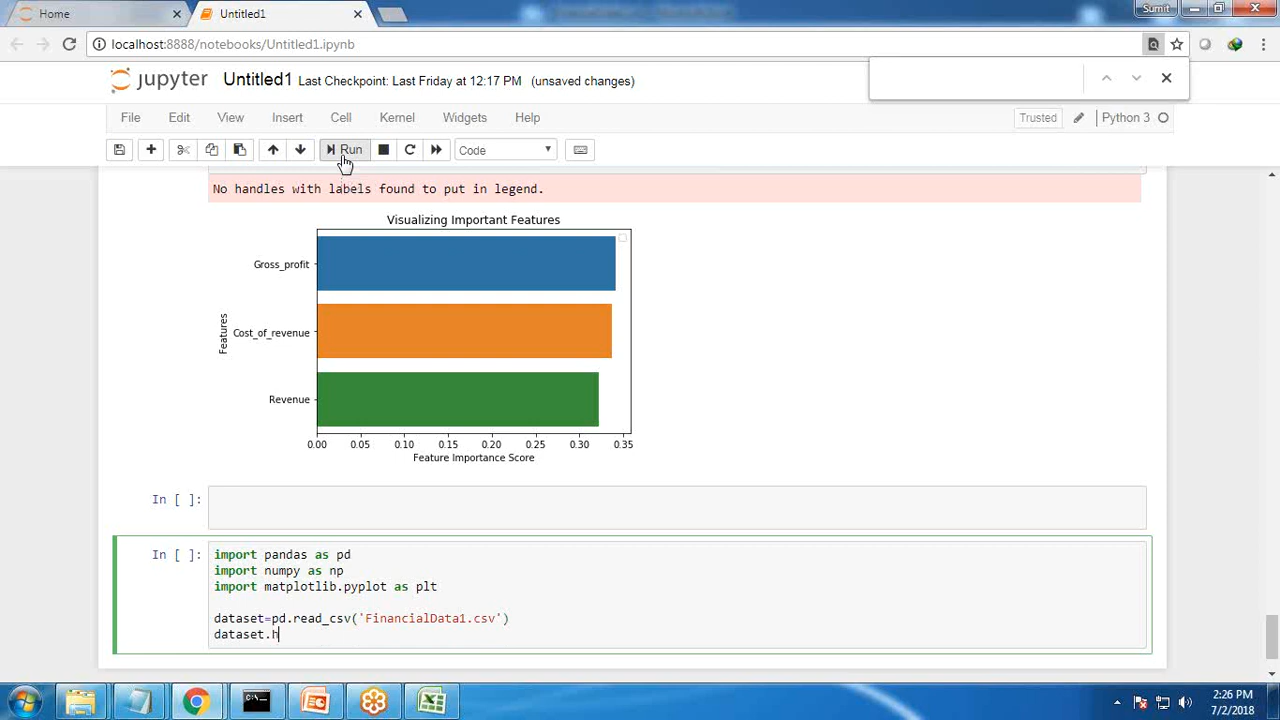 Home
Untitled1
Sumit
localhost:8888/notebooks/Untitled1.ipynb
jupyter Untitled1 Last Checkpoint: Last Friday at 12:17 PM (unsaved changes)
File Edit View Insert Cell Kernel Widgets Help
Trusted Python 3
Run Code
No handles with labels found to put in legend.
Visualizing Important Features
Gross_profit
Cost_of_revenue
Revenue
Features
0.00 0.05 0.10 0.15 0.20 0.25 0.30 0.35
Feature Importance Score
In [ ]:
In [ ]:
import pandas as pd
import numpy as np
import matplotlib.pyplot as plt
dataset=pd.read_csv('FinancialData1.csv')
dataset.h
2:26 PM
7/2/2018